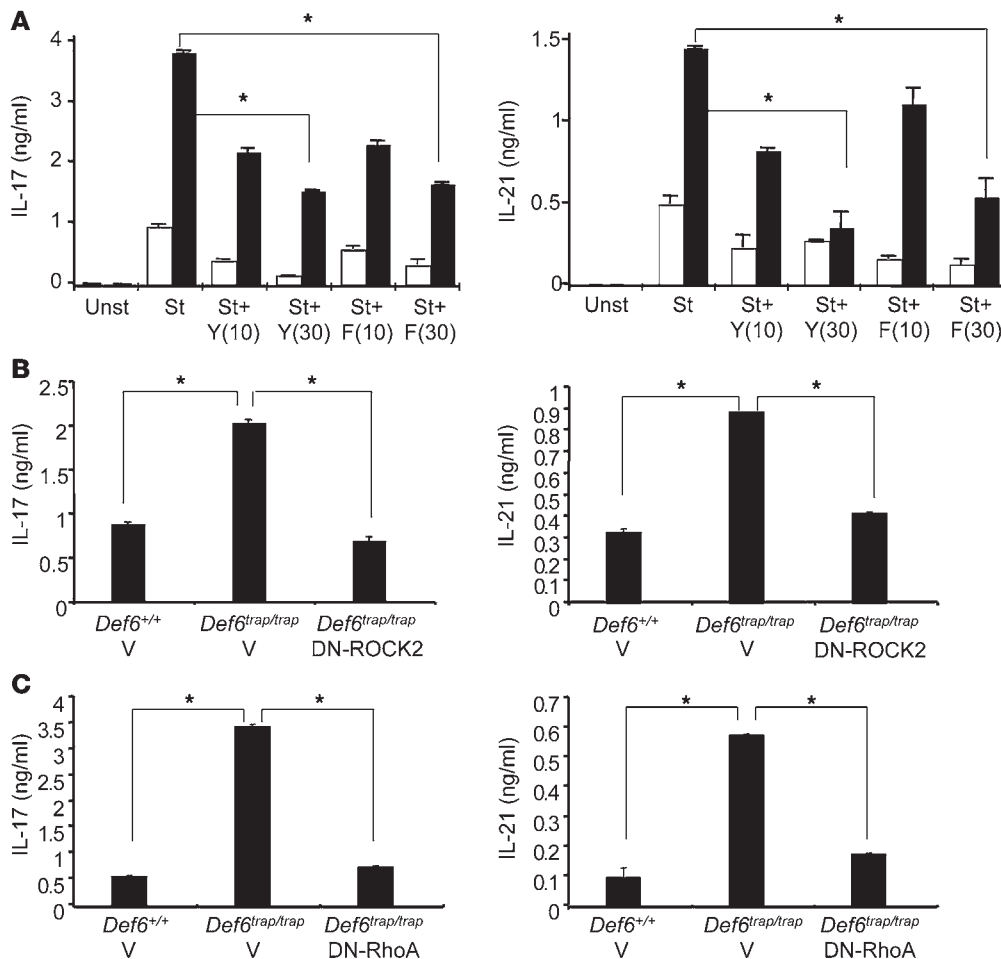 A
*
*
IL-17 (ng/ml)
4
3
2
1
0
Unst St St+ St+ St+ St+
Y(10) Y(30) F(10) F(30)
*
*
IL-21 (ng/ml)
1.5
1
0.5
0
Unst St St+ St+ St+ St+
Y(10) Y(30) F(10) F(30)
B
* *
IL-17 (ng/ml)
2.5
2
1.5
1
0.5
0
Def6+/+ Def6trap/trap Def6trap/trap
V V DN-ROCK2
* *
IL-21 (ng/ml)
1
0.9
0.8
0.7
0.6
0.5
0.4
0.3
0.2
0.1
0
Def6+/+ Def6trap/trap Def6trap/trap
V V DN-ROCK2
C
* *
IL-17 (ng/ml)
4
3.5
3
2.5
2
1.5
1
0.5
0
Def6+/+ Def6trap/trap Def6trap/trap
V V DN-RhoA
* *
IL-21 (ng/ml)
0.7
0.6
0.5
0.4
0.3
0.2
0.1
0
Def6+/+ Def6trap/trap Def6trap/trap
V V DN-RhoA